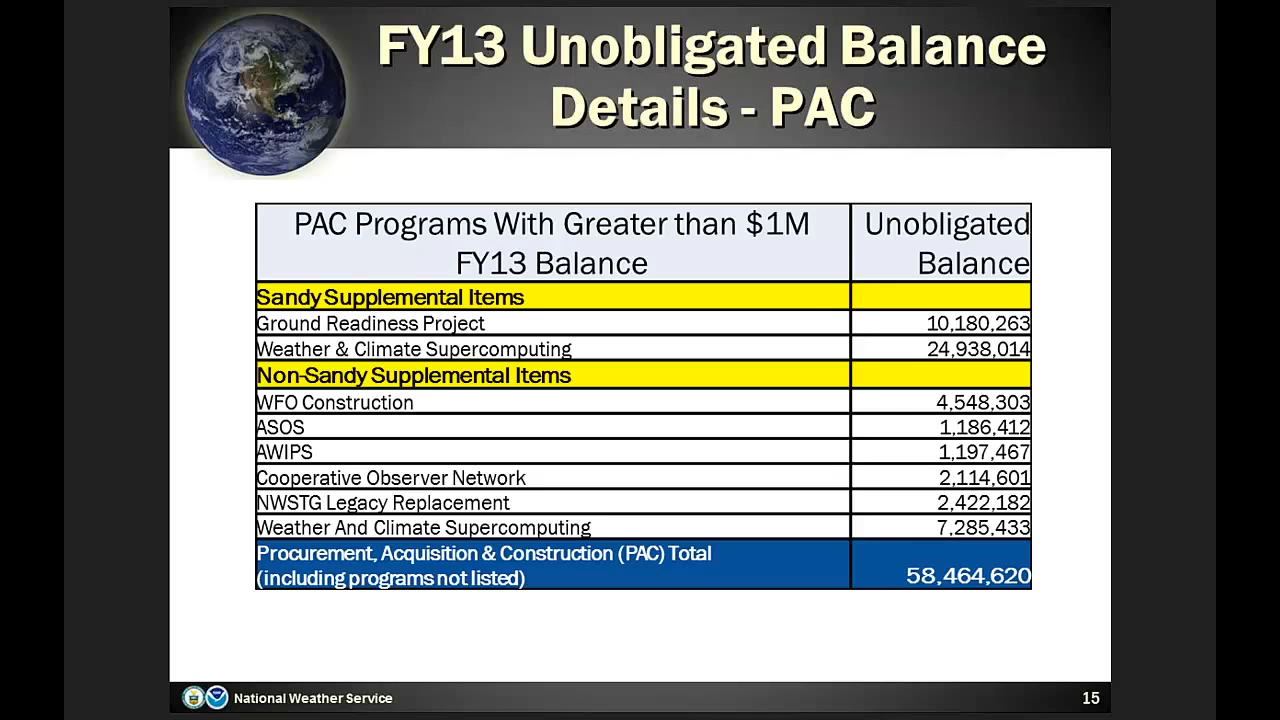 FY13 Unobligated Balance
Details - PAC
PAC Programs With Greater than $1M
FY13 Balance
Unobligated
Balance
Sandy Supplemental Items
Ground Readiness Project 10,180,263
Weather & Climate Supercomputing 24,938,014
Non-Sandy Supplemental Items
WFO Construction 4,548,303
ASOS 1,186,412
AWIPS 1,197,467
Cooperative Observer Network 2,114,601
NWSTG Legacy Replacement 2,422,182
Weather And Climate Supercomputing 7,285,433
Procurement, Acquisition & Construction (PAC) Total
(including programs not listed) 58,464,620
National Weather Service 15